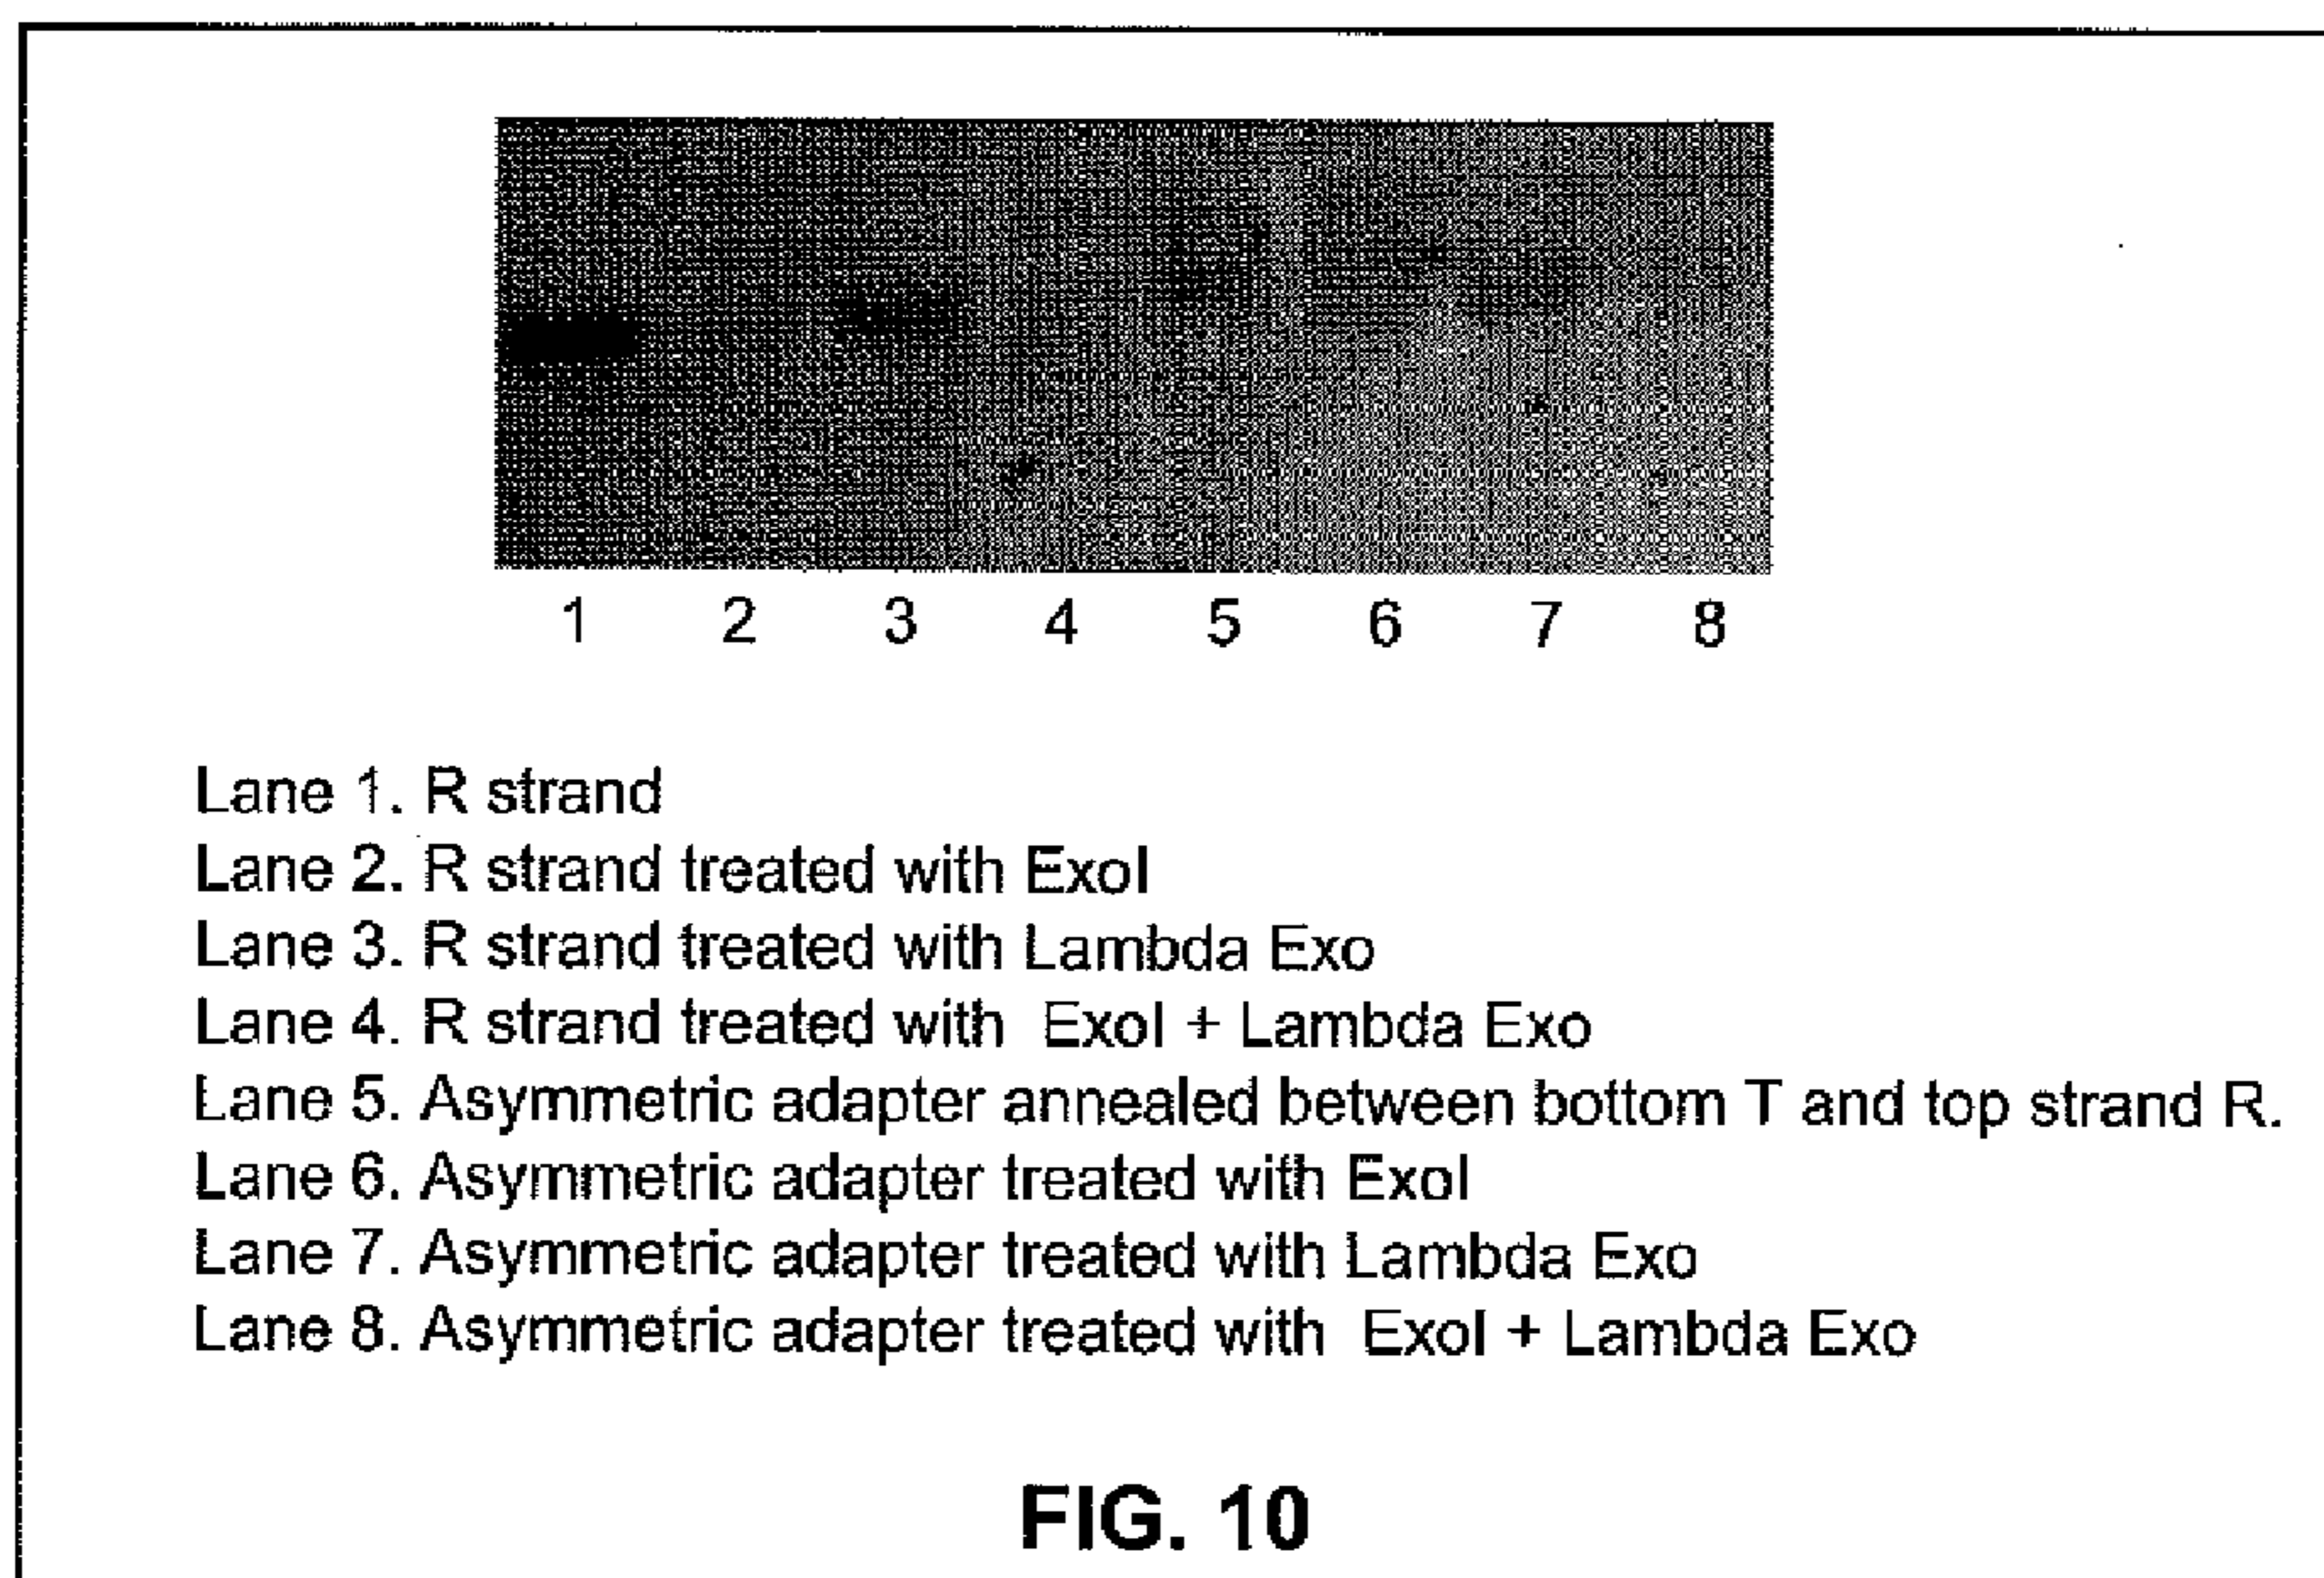 1 2 3 4 5 6 7 8
Lane 1. R strand
Lane 2. R strand treated with ExoI
Lane 3. R strand treated with Lambda Exo
Lane 4. R strand treated with ExoI + Lambda Exo
Lane 5. Asymmetric adapter annealed between bottom T and top strand R.
Lane 6. Asymmetric adapter treated with ExoI
Lane 7. Asymmetric adapter treated with Lambda Exo
Lane 8. Asymmetric adapter treated with ExoI + Lambda Exo
FIG. 10